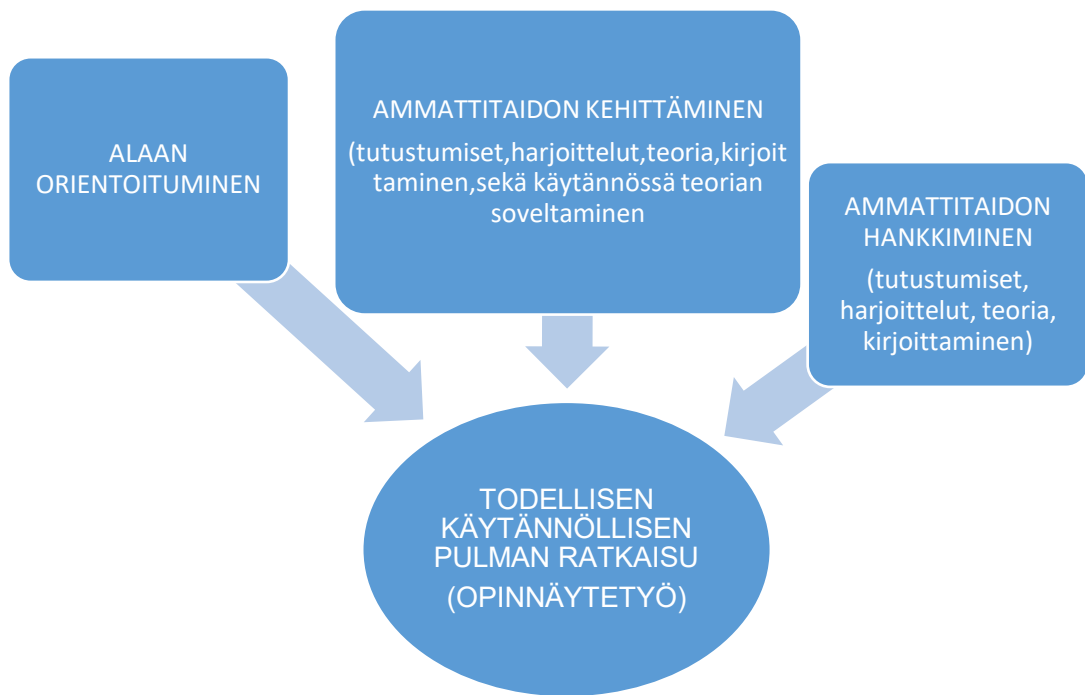 ALAAN
ORIENTOITUMINEN
AMMATTITAIDON KEHITTÄMINEN
(tutustumiset,harjoittelut,teoria,kirjoit
taminen,sekä käytännössä teorian
soveltaminen
AMMATTITAIDON
HANKKIMINEN
(tutustumiset,
harjoittelut, teoria,
kirjoittaminen)
TODELLISEN
KÄYTÄNNÖLLISEN
PULMAN RATKAISU
(OPINNÄYTETYÖ)